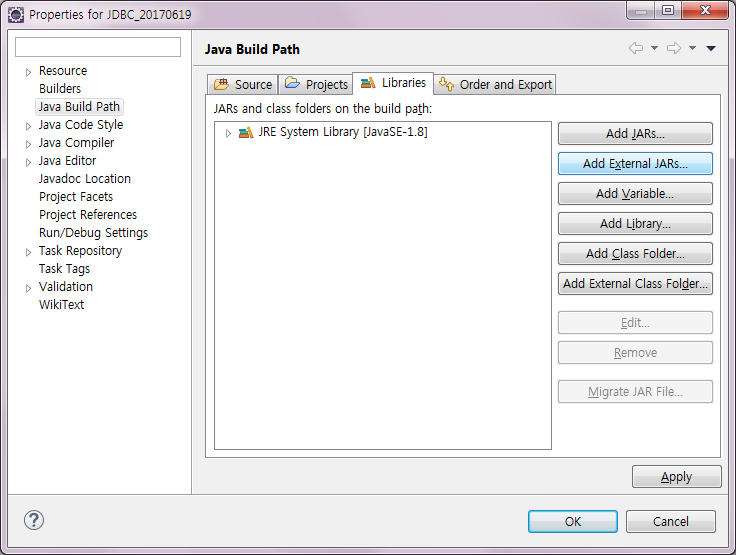 Properties for JDBC_20170619
Resource
Builders
Java Build Path
Java Code Style
Java Compiler
Java Editor
Javadoc Location
Project Facets
Project References
Run/Debug Settings
Task Repository
Task Tags
Validation
WikiText
Java Build Path
Source
Projects
Libraries
Order and Export
JARs and class folders on the build path:
JRE System Library [JavaSE-1.8]
Add JARs...
Add External JARs...
Add Variable...
Add Library...
Add Class Folder...
Add External Class Folder...
Edit...
Remove
Migrate JAR File...
Apply
?
OK
Cancel